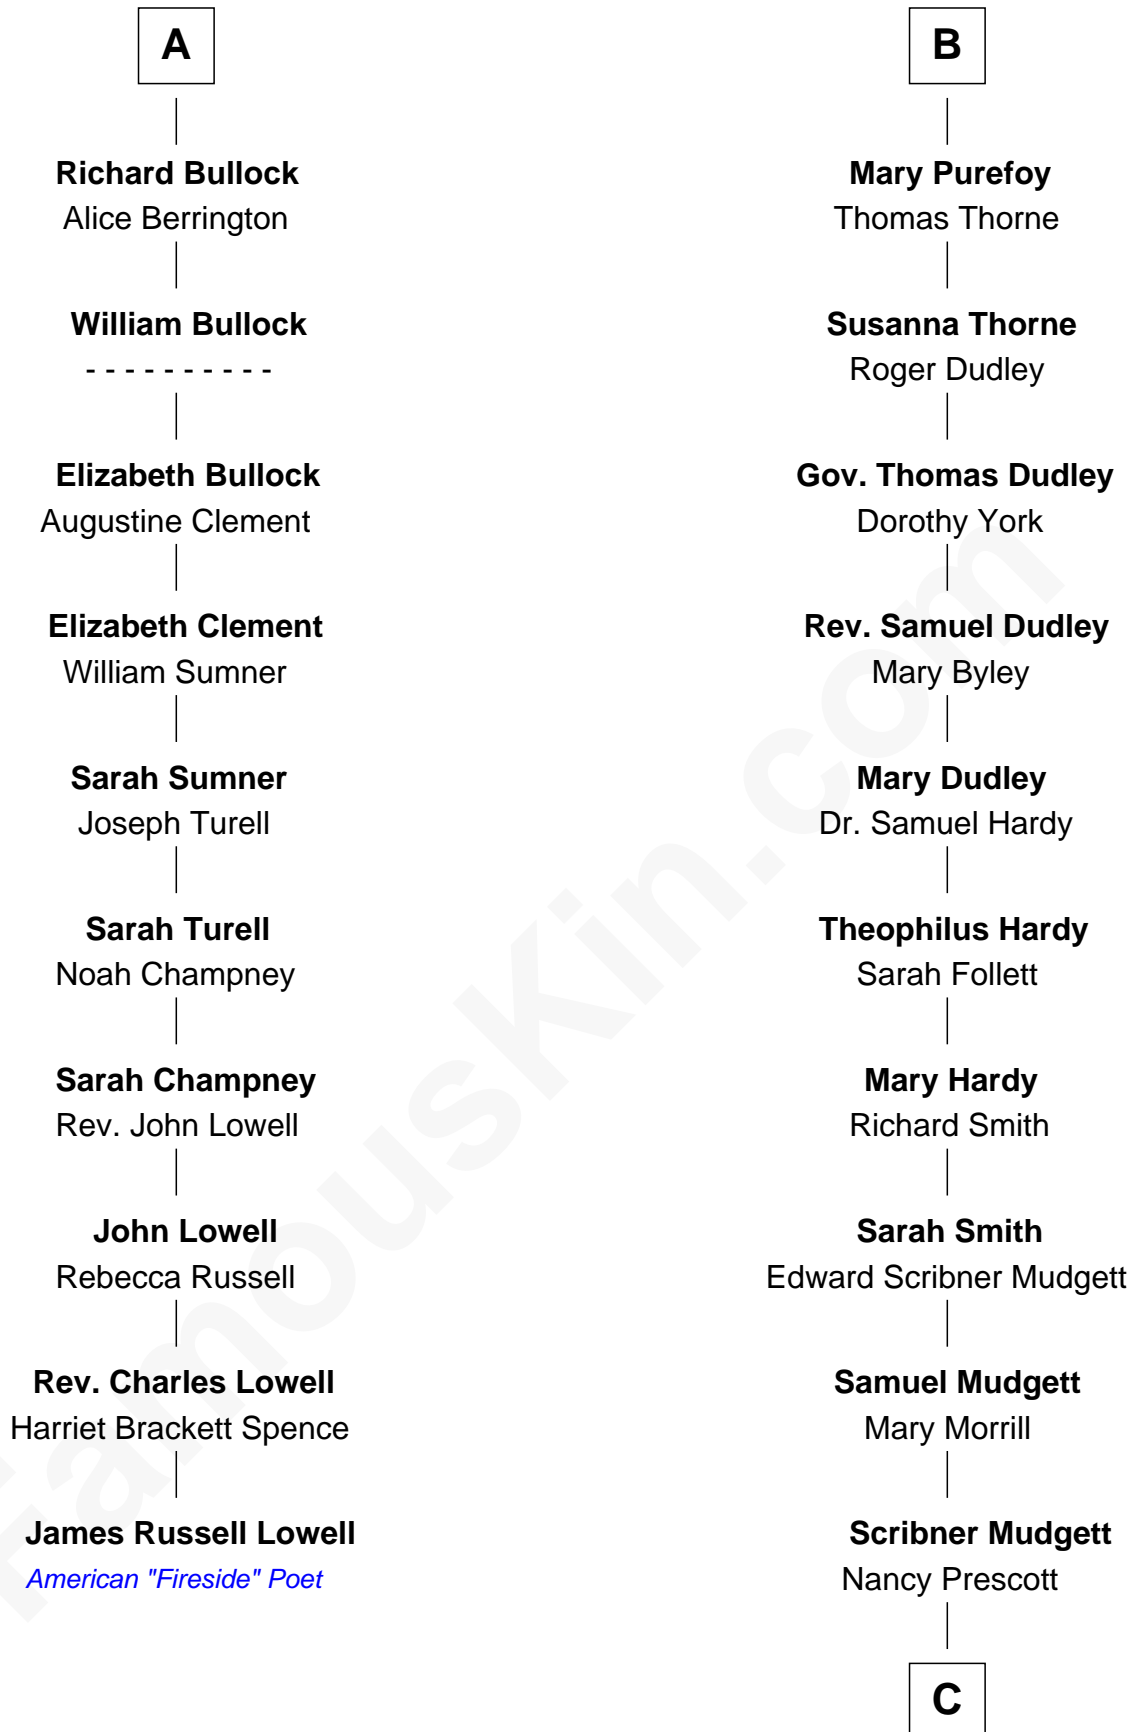 A
Richard Bullock
Alice Berrington
William Bullock
- - - - - - - - - -
Elizabeth Bullock
Augustine Clement
Elizabeth Clement
William Sumner
Sarah Sumner
Joseph Turell
Sarah Turell
Noah Champney
Sarah Champney
Rev. John Lowell
John Lowell
Rebecca Russell
Rev. Charles Lowell
Harriet Brackett Spence
James Russell Lowell
American "Fireside" Poet
B
Mary Purefoy
Thomas Thorne
Susanna Thorne
Roger Dudley
Gov. Thomas Dudley
Dorothy York
Rev. Samuel Dudley
Mary Byley
Mary Dudley
Dr. Samuel Hardy
Theophilus Hardy
Sarah Follett
Mary Hardy
Richard Smith
Sarah Smith
Edward Scribner Mudgett
Samuel Mudgett
Mary Morrill
Scribner Mudgett
Nancy Prescott
C
FamousKin.com